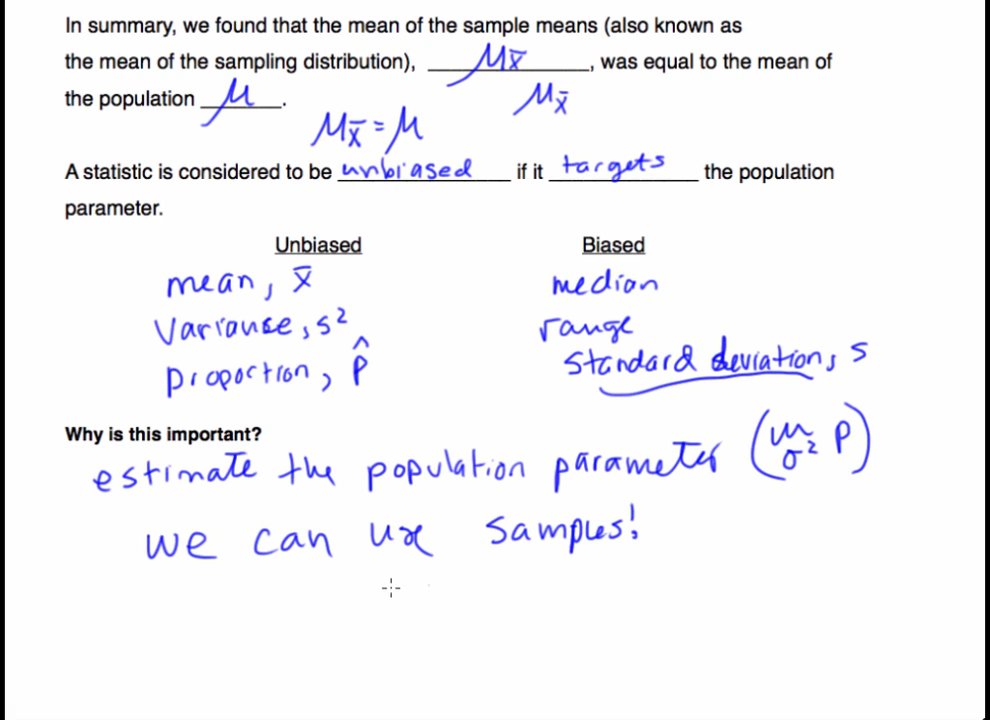 In summary, we found that the mean of the sample means (also known as
the mean of the sampling distribution), μx̄, was equal to the mean of
the population μ.
μx̄
μx̄ = μ
A statistic is considered to be unbiased if it targets the population
parameter.
Unbiased Biased
mean, x̄ median
Varianse, s² range
proportion, p̂ standard deviation, s
Why is this important?
estimate the population parameter (μ, σ² p)
we can use samples!